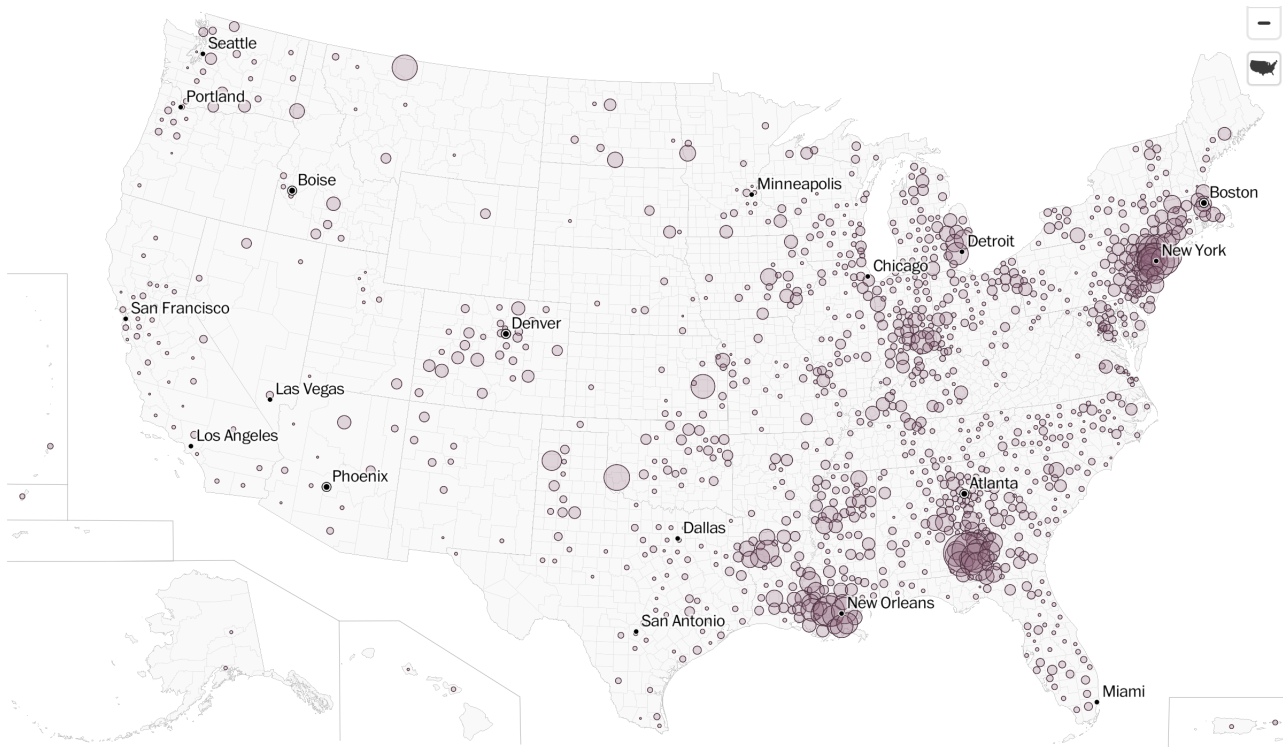 Seattle
Portland
Boise
Minneapolis
Boston
Detroit
New York
Chicago
San Francisco
Denver
Las Vegas
Los Angeles
Phoenix
Atlanta
Dallas
New Orleans
San Antonio
Miami